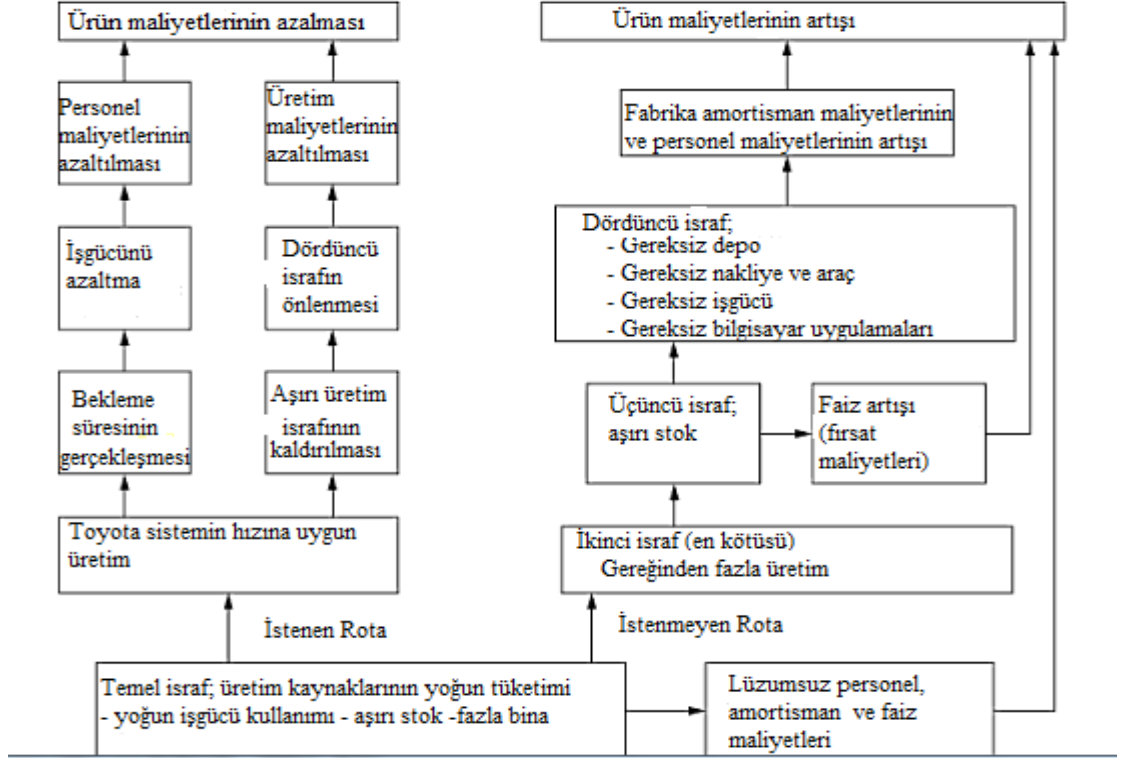 Ürün maliyetlerinin azalması
Ürün maliyetlerinin artışı
Personel
maliyetlerinin
azaltılması
Üretim
maliyetlerinin
azaltılması
Fabrika amortisman maliyetlerinin
ve personel maliyetlerinin artışı
İşgücünü
azaltma
Dördüncü
israfın
önlenmesi
Dördüncü israf;
- Gereksiz depo
- Gereksiz nakliye ve araç
- Gereksiz işgücü
- Gereksiz bilgisayar uygulamaları
Bekleme
süresinin
gerçekleşmesi
Aşırı üretim
israfının
kaldırılması
Üçüncü israf;
aşırı stok
Faiz artışı
(fırsat
maliyetleri)
Toyota sistemin hızına uygun
üretim
İkinci israf (en kötüsü)
Gereğinden fazla üretim
İstenen Rota
İstenmeyen Rota
Temel israf; üretim kaynaklarının yoğun tüketimi
- yoğun işgücü kullanımı - aşırı stok -fazla bina
Lüzumsuz personel,
amortisman ve faiz
maliyetleri